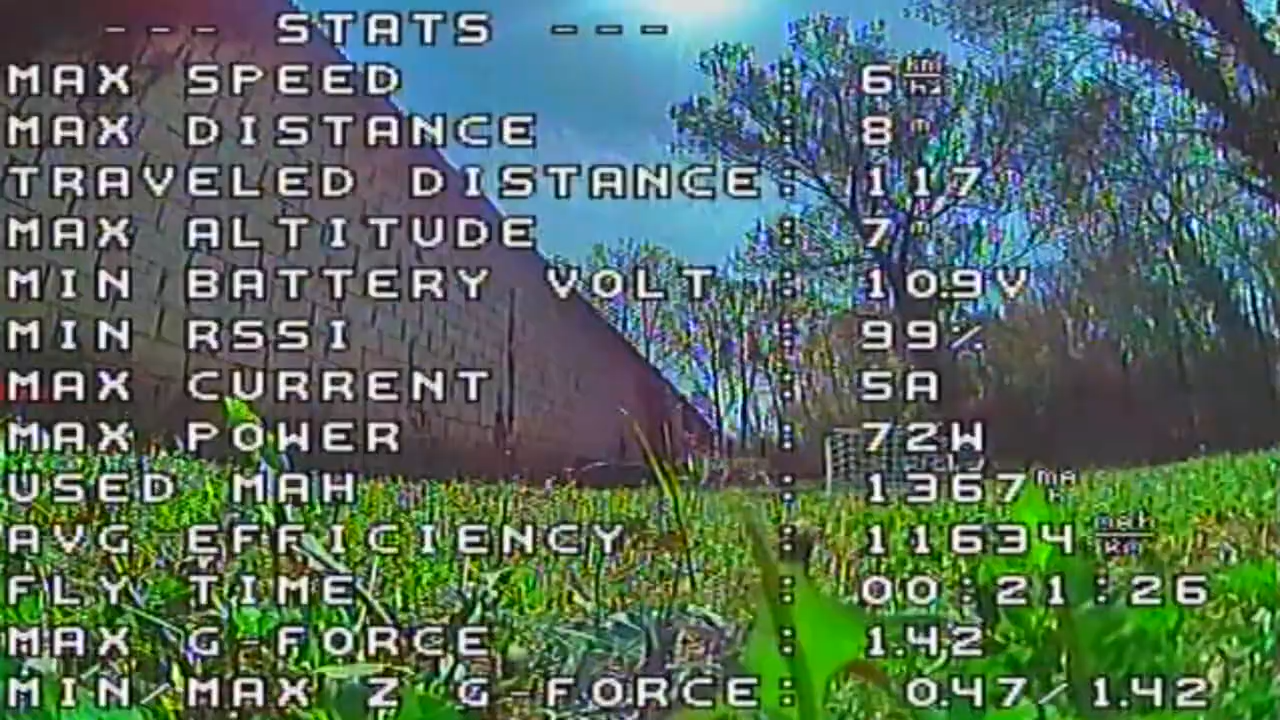 --- STATS ---
MAX SPEED : 6 km/h
MAX DISTANCE : 8 m
TRAVELED DISTANCE: 117
MAX ALTITUDE : 7 m
MIN BATTERY VOLT : 10.9V
MIN RSSI : 99%
MAX CURRENT : 5A
MAX POWER : 72W
USED MAH : 1367 mAh
AVG EFFICIENCY : 11634 mah/km
FLY TIME : 00:21:26
MAX G-FORCE : 1.42
MIN/MAX Z G-FORCE: 0.47/1.42